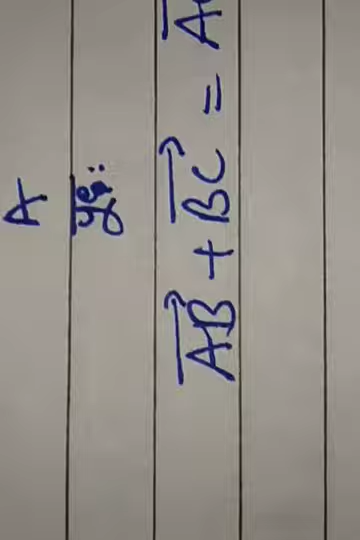 A
AB + BC = A